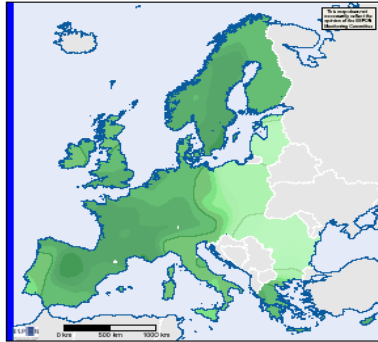 This map does not
necessarily reflect the
opinion of the ESPON
Monitoring Committee
ESPON
0 km 500 km 1000 km